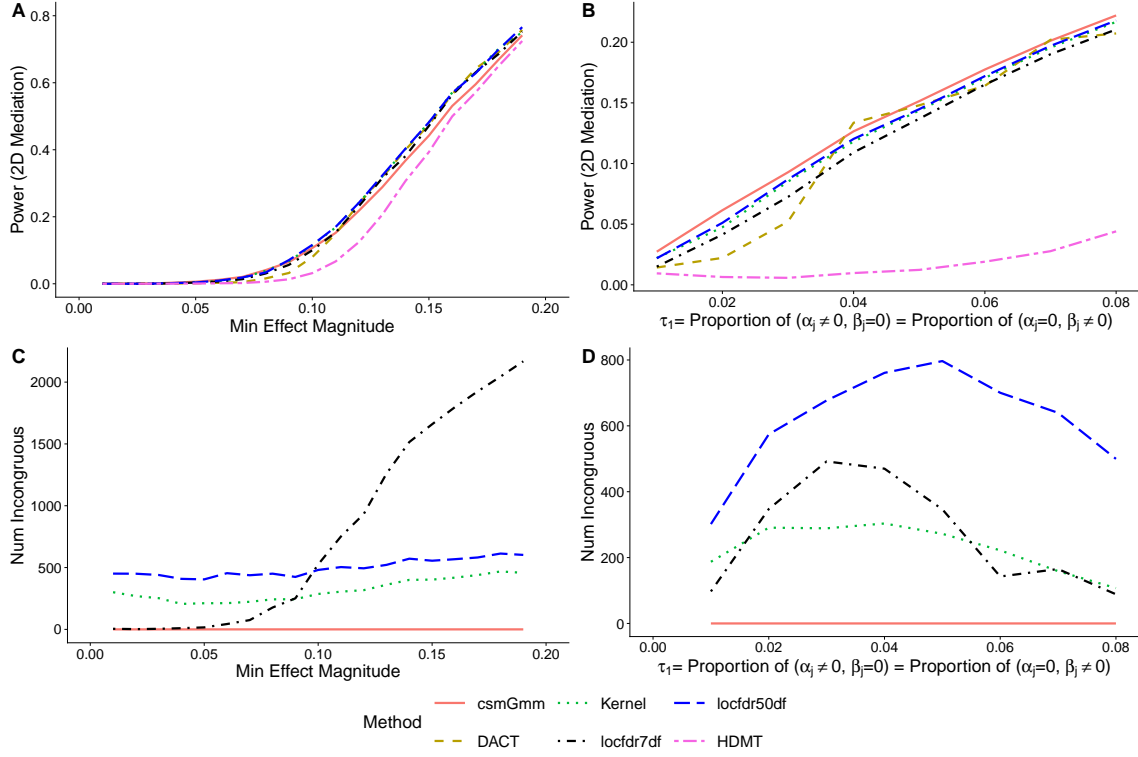 A
Power (2D Mediation)
0.8
0.6
0.4
0.2
0.0
0.00 0.05 0.10 0.15 0.20
Min Effect Magnitude
B
Power (2D Mediation)
0.20
0.15
0.10
0.05
0.00
0.02 0.04 0.06 0.08
τ1= Proportion of (αj ≠ 0, βj=0) = Proportion of (αj=0, βj ≠ 0)
C
Num Incongruous
2000
1500
1000
500
0
0.00 0.05 0.10 0.15 0.20
Min Effect Magnitude
D
Num Incongruous
800
600
400
200
0
0.00 0.02 0.04 0.06 0.08
τ1= Proportion of (αj ≠ 0, βj=0) = Proportion of (αj=0, βj ≠ 0)
Method
csmGmm Kernel locfdr50df
DACT locfdr7df HDMT